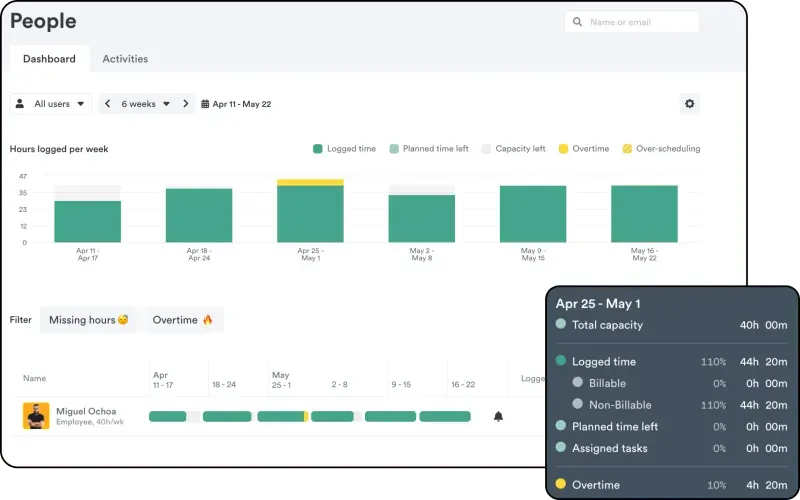 People
Name or email
Dashboard
Activities
All users
6 weeks
Apr 11 - May 22
Hours logged per week
Logged time
Planned time left
Capacity left
Overtime
Over-scheduling
47
35
23
12
0
Apr 11 -
Apr 17
Apr 18 -
Apr 24
Apr 25 -
May 1
May 2 -
May 8
May 9 -
May 15
May 16 -
May 22
Filter
Missing hours 😴
Overtime 🔥
Name
Apr
11 - 17
18 - 24
May
25 - 1
2 - 8
9 - 15
16 - 22
Logge
Miguel Ochoa
Employee, 40h/wk
Apr 25 - May 1
Total capacity 40h 00m
Logged time 110% 44h 20m
Billable 0% 0h 00m
Non-Billable 110% 44h 20m
Planned time left 0% 0h 00m
Assigned tasks 0% 0h 00m
Overtime 10% 4h 20m